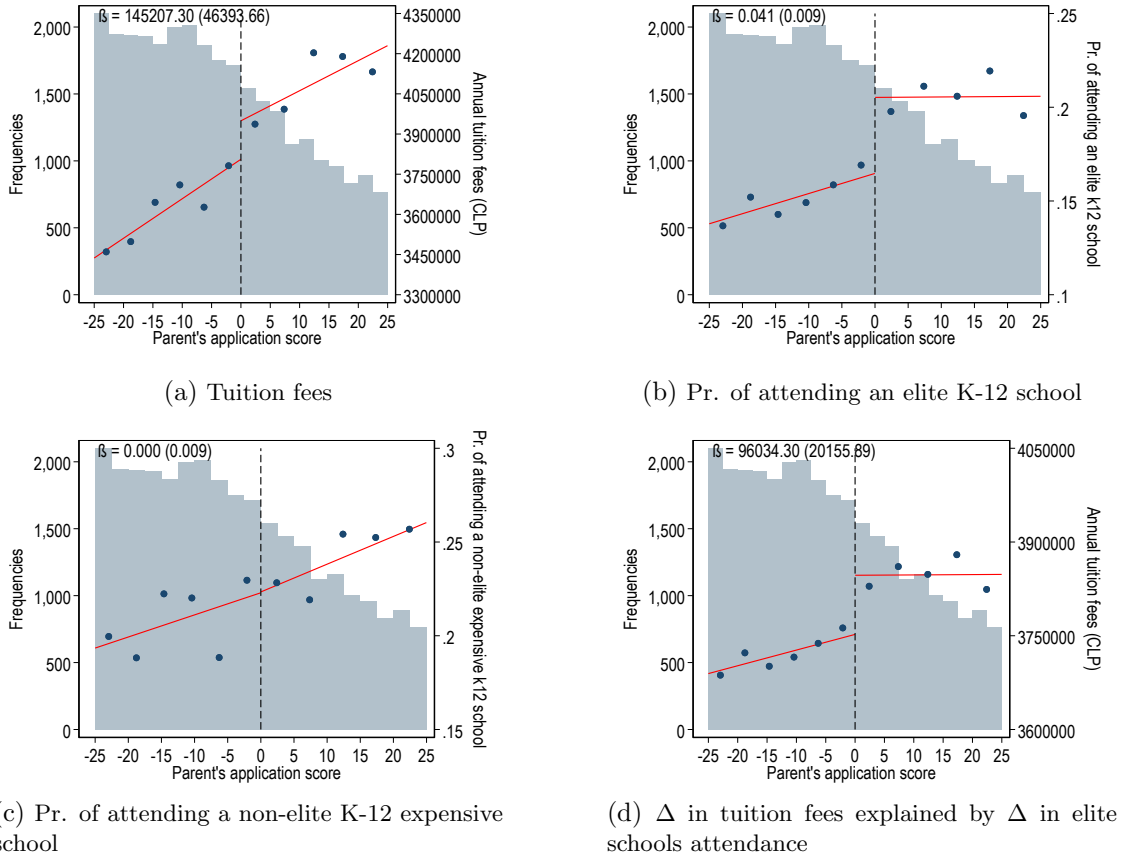 ß = 145207.30 (46393.66)
2,000
1,500
1,000
500
0
Frequencies
4350000
4200000
4050000
3900000
3750000
3600000
3450000
3300000
Annual tuition fees (CLP)
-25 -20 -15 -10 -5 0 5 10 15 20 25
Parent's application score
(a) Tuition fees
ß = 0.041 (0.009)
2,000
1,500
1,000
500
0
Frequencies
.25
.2
.15
.1
Pr. of attending an elite k12 school
-25 -20 -15 -10 -5 0 5 10 15 20 25
Parent's application score
(b) Pr. of attending an elite K-12 school
ß = 0.000 (0.009)
2,000
1,500
1,000
500
0
Frequencies
.3
.25
.2
.15
Pr. of attending a non-elite expensive k12 school
-25 -20 -15 -10 -5 0 5 10 15 20 25
Parent's application score
(c) Pr. of attending a non-elite K-12 expensive
school
ß = 96034.30 (20155.89)
2,000
1,500
1,000
500
0
Frequencies
4050000
3900000
3750000
3600000
Annual tuition fees (CLP)
-25 -20 -15 -10 -5 0 5 10 15 20 25
Parent's application score
(d) Δ in tuition fees explained by Δ in elite
schools attendance